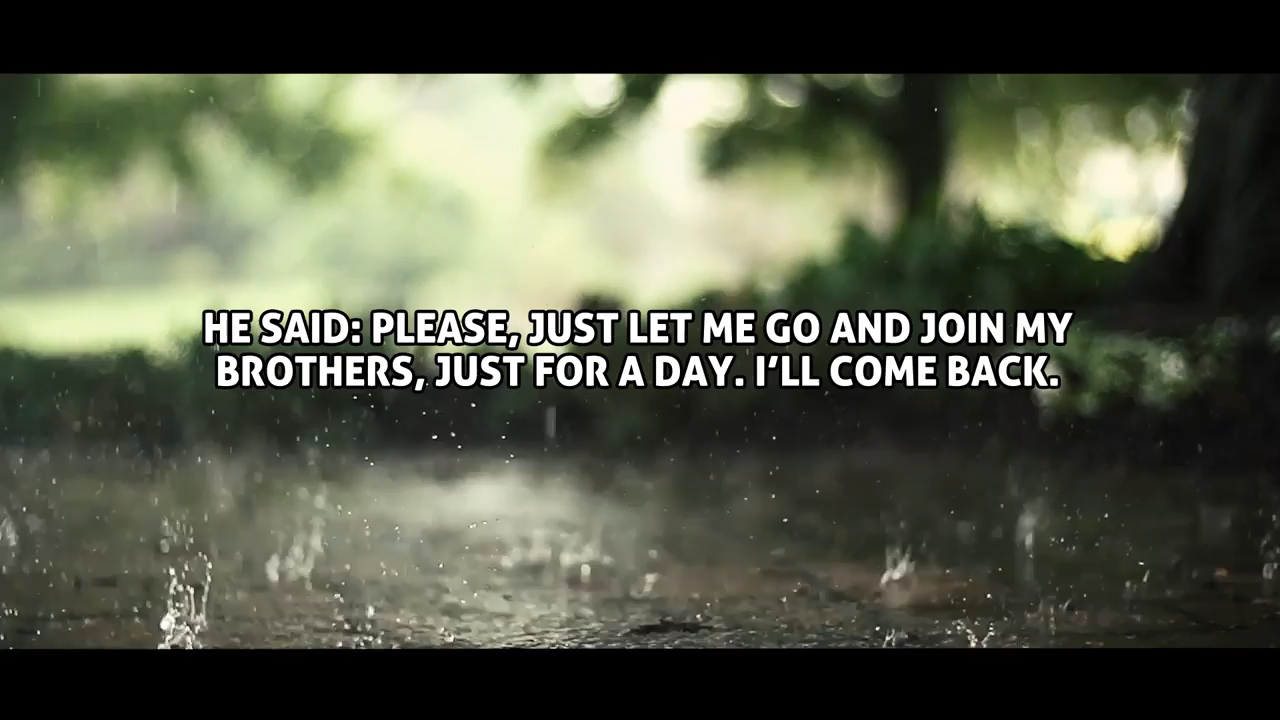 HE SAID: PLEASE, JUST LET ME GO AND JOIN MY
BROTHERS, JUST FOR A DAY. I’LL COME BACK.